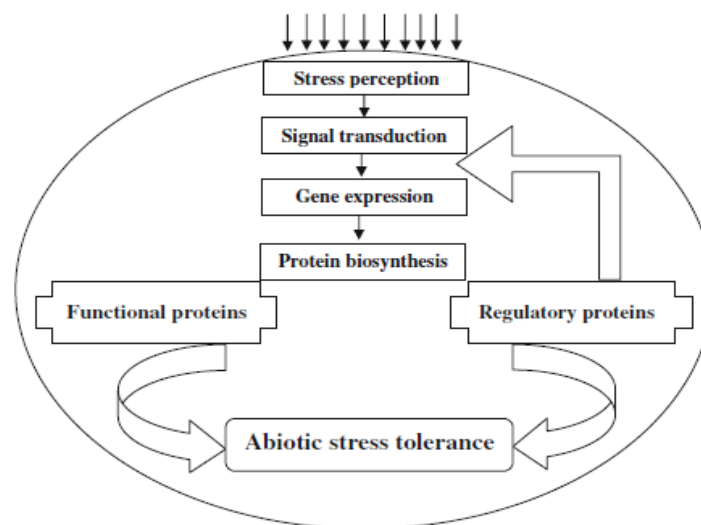 Stress perception
Signal transduction
Gene expression
Protein biosynthesis
Functional proteins
Regulatory proteins
Abiotic stress tolerance